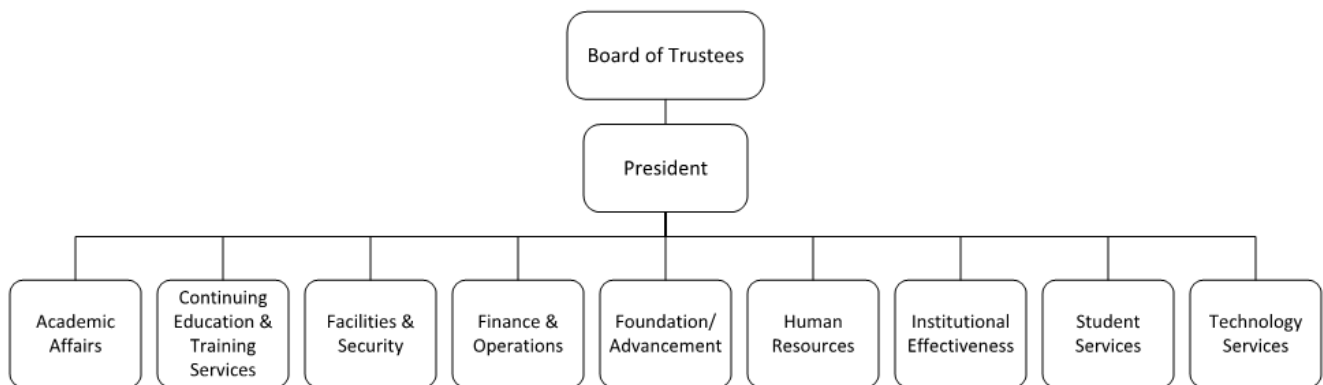 Board of Trustees
President
Academic
Affairs
Continuing
Education &
Training
Services
Facilities &
Security
Finance &
Operations
Foundation/
Advancement
Human
Resources
Institutional
Effectiveness
Student
Services
Technology
Services